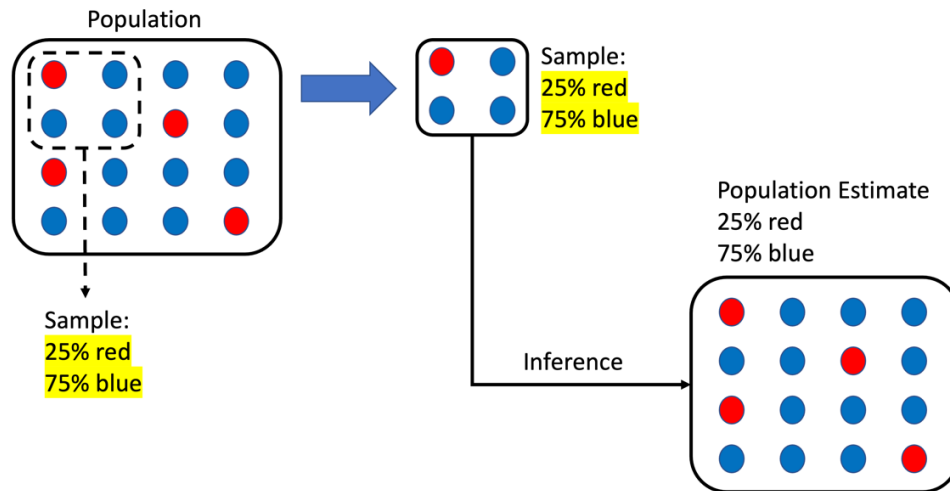 Population
Sample:
25% red
75% blue
Sample:
25% red
75% blue
Population Estimate
25% red
75% blue
Inference